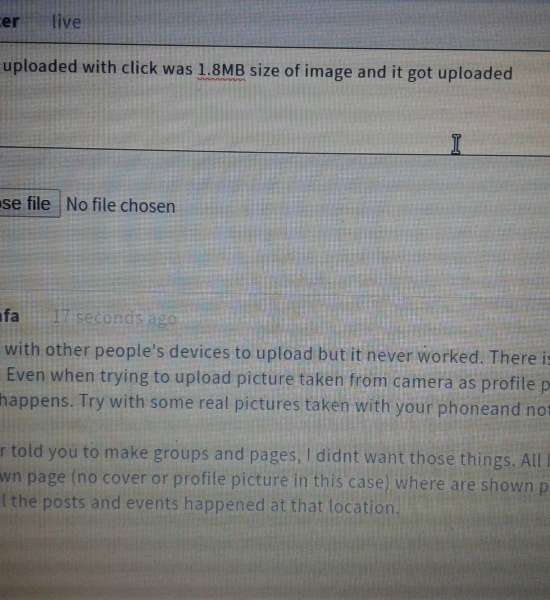 er live
uploaded with click was 1.8MB size of image and it got uploaded
se file No file chosen
fa 17 seconds ago
with other people's devices to upload but it never worked. There is
Even when trying to upload picture taken from camera as profile p
happens. Try with some real pictures taken with your phoneand not
r told you to make groups and pages, I didnt want those things. All
wn page (no cover or profile picture in this case) where are shown p
l the posts and events happened at that location.